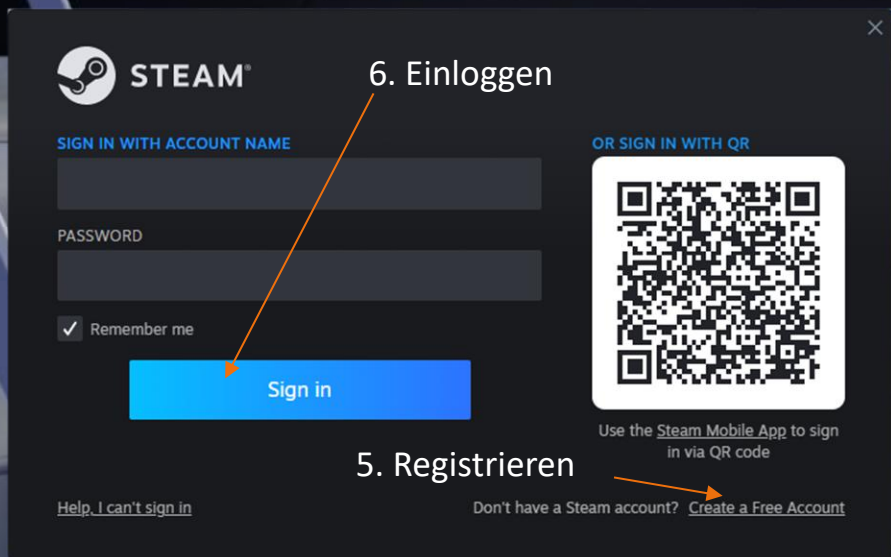 STEAM®
6. Einloggen
SIGN IN WITH ACCOUNT NAME
OR SIGN IN WITH QR
PASSWORD
Remember me
Sign in
Use the Steam Mobile App to sign
in via QR code
5. Registrieren
Help, I can't sign in
Don't have a Steam account? Create a Free Account